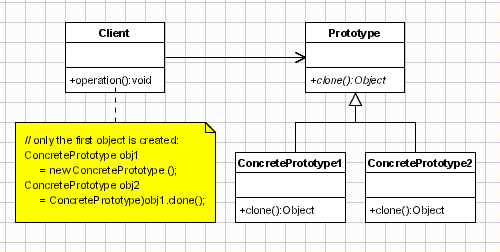 Client
Prototype
+operation():void
+clone():Object
// only the first object is created:
ConcretePrototype obj1
= new ConcretePrototype ();
ConcretePrototype obj2
= ConcretePrototype)obj1.clone();
ConcretePrototype1
ConcretePrototype2
+clone():Object
+clone():Object